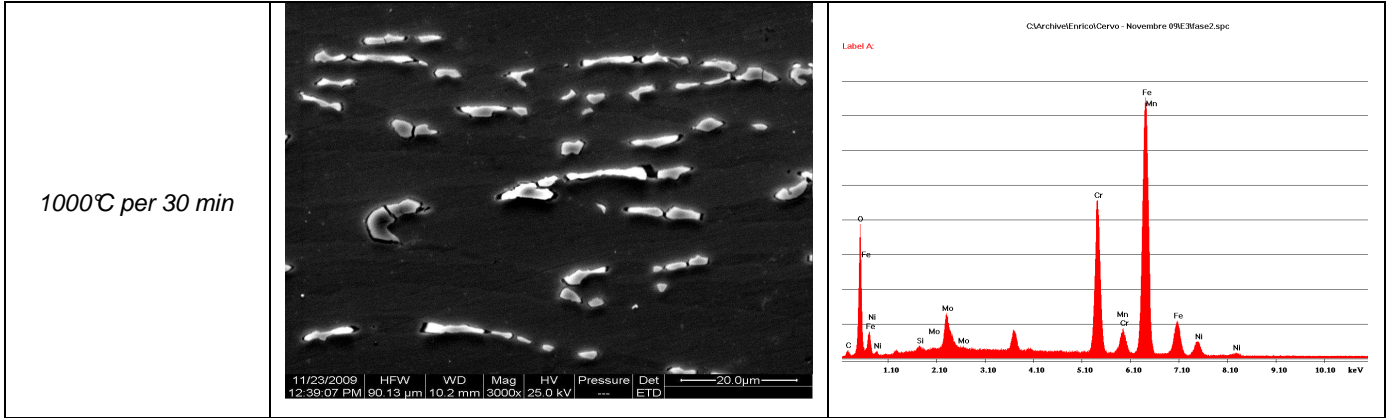 1000°C per 30 min
11/23/2009 HFW WD Mag HV Pressure Det 20.0µm
12:39:07 PM 90.13 µm 10.2 mm 3000x 25.0 kV --- ETD
C:\Archive\Enrico\Cervo - Novembre 09\E3\fase2.spc
Label A:
Fe
Mn
Cr
O
Fe
Ni
Fe
Mo
Mn
Fe
C
Ni
Si
Mo
Mo
Cr
Ni
Ni
1.10 2.10 3.10 4.10 5.10 6.10 7.10 8.10 9.10 10.10 keV